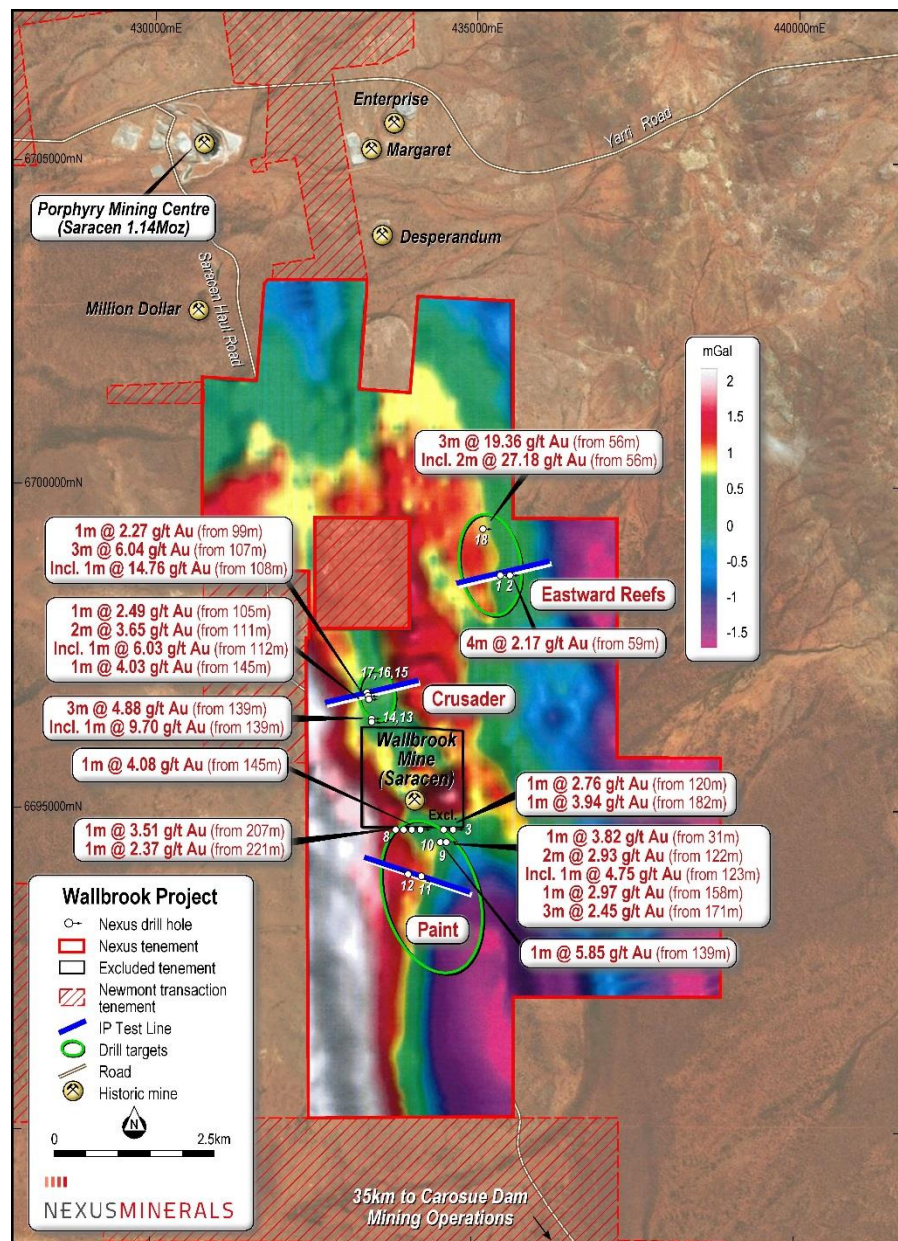 430000mE
435000mE
440000mE
Enterprise
Margaret
Yarri Road
6705000mN
Porphyry Mining Centre
(Saracen 1.14Moz)
Desperandum
Saracen Haul Road
Million Dollar
mGal
2
1.5
1
0.5
0
-0.5
-1
-1.5
3m @ 19.36 g/t Au (from 56m)
Incl. 2m @ 27.18 g/t Au (from 56m)
6700000mN
1m @ 2.27 g/t Au (from 99m)
3m @ 6.04 g/t Au (from 107m)
Incl. 1m @ 14.76 g/t Au (from 108m)
18
1 2
Eastward Reefs
1m @ 2.49 g/t Au (from 105m)
2m @ 3.65 g/t Au (from 111m)
Incl. 1m @ 6.03 g/t Au (from 112m)
1m @ 4.03 g/t Au (from 145m)
4m @ 2.17 g/t Au (from 59m)
17,16,15
Crusader
3m @ 4.88 g/t Au (from 139m)
Incl. 1m @ 9.70 g/t Au (from 139m)
14,13
Wallbrook
Mine
(Saracen)
1m @ 4.08 g/t Au (from 145m)
6695000mN
Excl.
1m @ 2.76 g/t Au (from 120m)
1m @ 3.94 g/t Au (from 182m)
1m @ 3.51 g/t Au (from 207m)
1m @ 2.37 g/t Au (from 221m)
8
3
10
9
1m @ 3.82 g/t Au (from 31m)
2m @ 2.93 g/t Au (from 122m)
Incl. 1m @ 4.75 g/t Au (from 123m)
1m @ 2.97 g/t Au (from 158m)
3m @ 2.45 g/t Au (from 171m)
12
11
Paint
1m @ 5.85 g/t Au (from 139m)
Wallbrook Project
Nexus drill hole
Nexus tenement
Excluded tenement
Newmont transaction
tenement
IP Test Line
Drill targets
Road
Historic mine
N
0 2.5km
NEXUSMINERALS
35km to Carosue Dam
Mining Operations